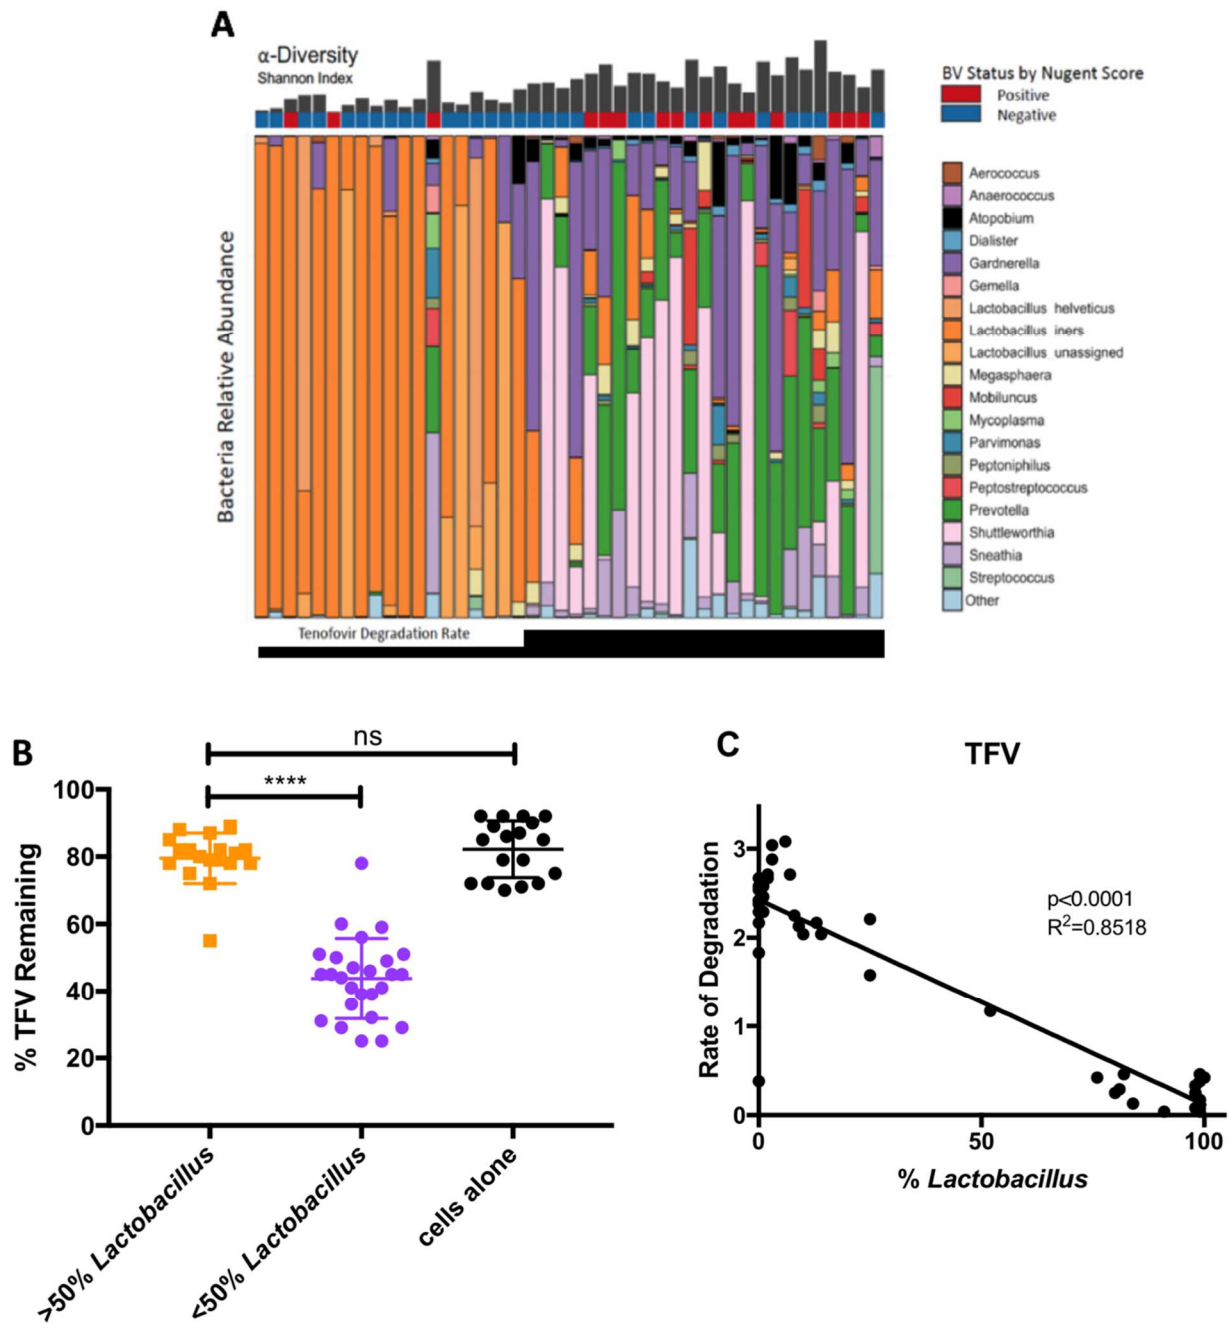 A
α-Diversity
Shannon Index
BV Status by Nugent Score
Positive
Negative
Bacteria Relative Abundance
Aerococcus
Anaerococcus
Atopobium
Dialister
Gardnerella
Gemella
Lactobacillus helveticus
Lactobacillus iners
Lactobacillus unassigned
Megasphaera
Mobiluncus
Mycoplasma
Parvimonas
Peptoniphilus
Peptostreptococcus
Prevotella
Shuttleworthia
Sneathia
Streptococcus
Other
Tenofovir Degradation Rate
B
ns
****
% TFV Remaining
100
80
60
40
20
0
>50% Lactobacillus
<50% Lactobacillus
cells alone
C
TFV
Rate of Degradation
3
2
1
0
p<0.0001
R²=0.8518
0
50
100
% Lactobacillus